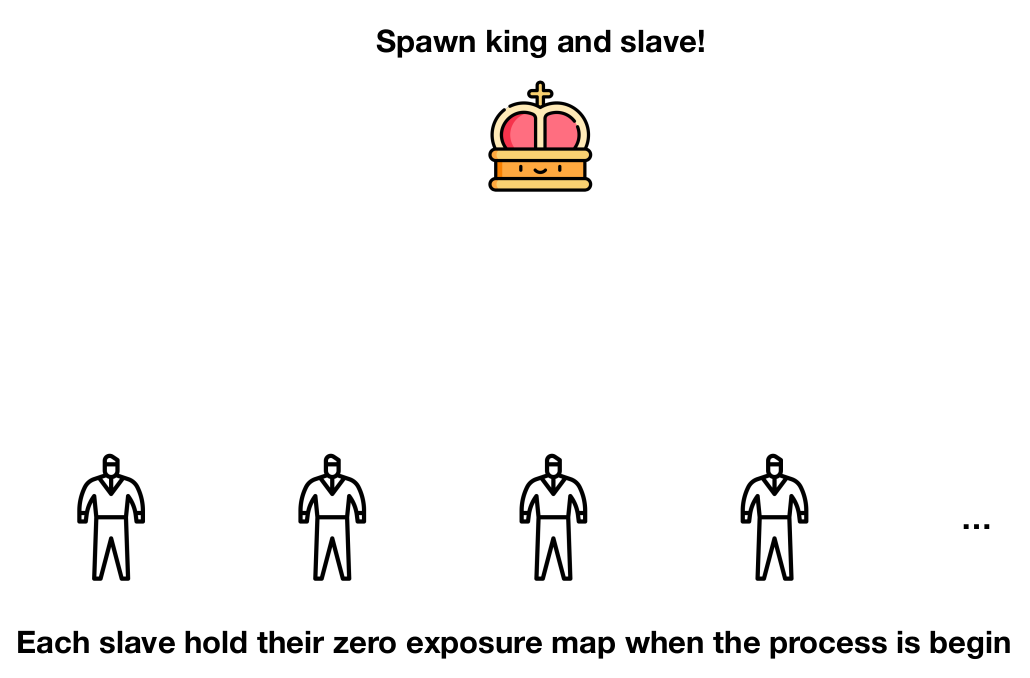 Spawn king and slave!
...
Each slave hold their zero exposure map when the process is begin